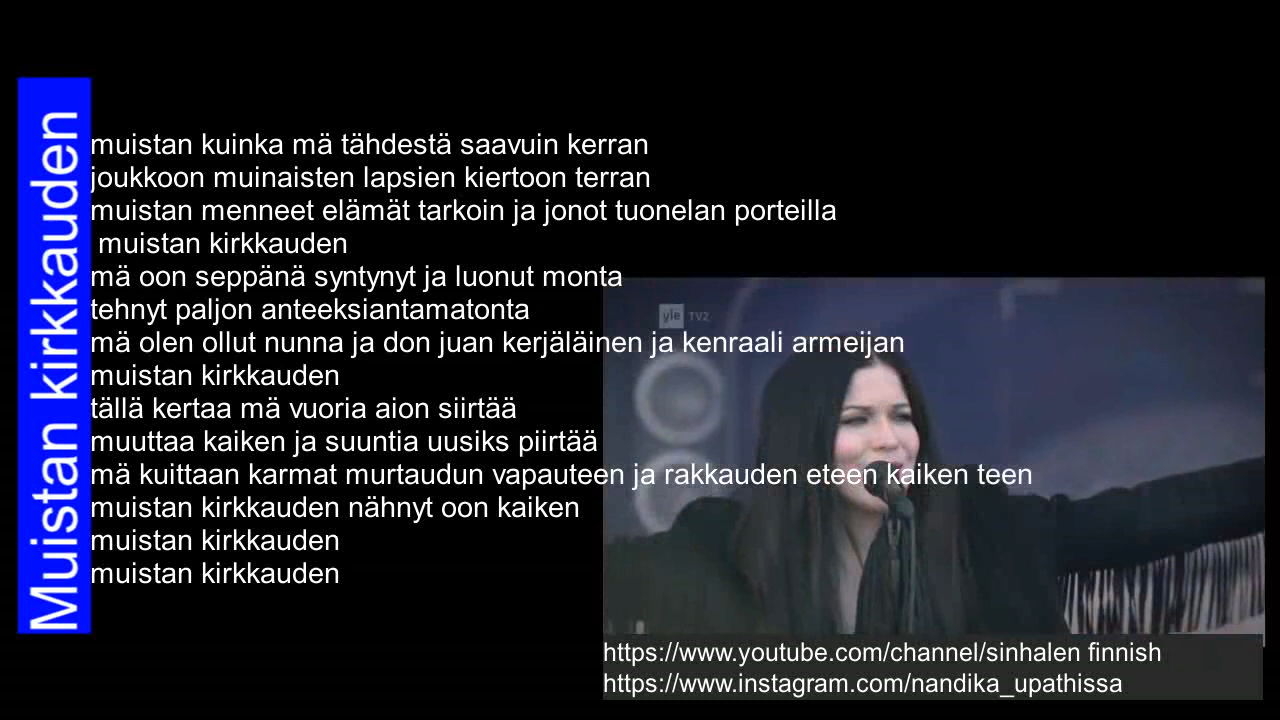 Muistan kirkkauden
muistan kuinka mä tähdestä saavuin kerran
joukkoon muinaisten lapsien kiertoon terran
muistan menneet elämät tarkoin ja jonot tuonelan porteilla
muistan kirkkauden
mä oon seppänä syntynyt ja luonut monta
tehnyt paljon anteeksiantamatonta
mä olen ollut nunna ja don juan kerjäläinen ja kenraali armeijan
muistan kirkkauden
tällä kertaa mä vuoria aion siirtää
muuttaa kaiken ja suuntia uusiks piirtää
mä kuittaan karmat murtaudun vapauteen ja rakkauden eteen kaiken teen
muistan kirkkauden nähnyt oon kaiken
muistan kirkkauden
muistan kirkkauden
yle TV2
https://www.youtube.com/channel/sinhalen finnish
https://www.instagram.com/nandika_upathissa